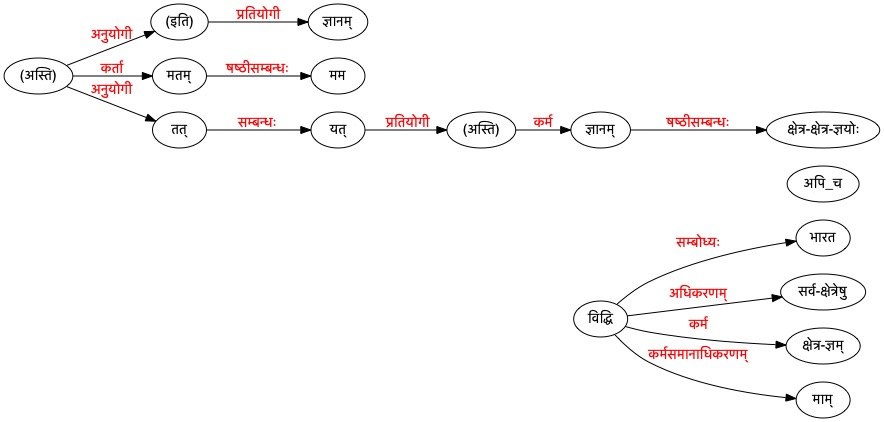 प्रतियोगी
(इति)
ज्ञानम्
अनुयोगी
(अस्ति)
कर्ता
मतम्
षष्ठीसम्बन्धः
मम
अनुयोगी
तत्
सम्बन्धः
यत्
प्रतियोगी
(अस्ति)
कर्म
ज्ञानम्
षष्ठीसम्बन्धः
क्षेत्र-क्षेत्र-ज्ञयोः
अपि_च
सम्बोध्यः
भारत
अधिकरणम्
सर्व-क्षेत्रेषु
विद्धि
कर्म
क्षेत्र-ज्ञम्
कर्मसमानाधिकरणम्
माम्